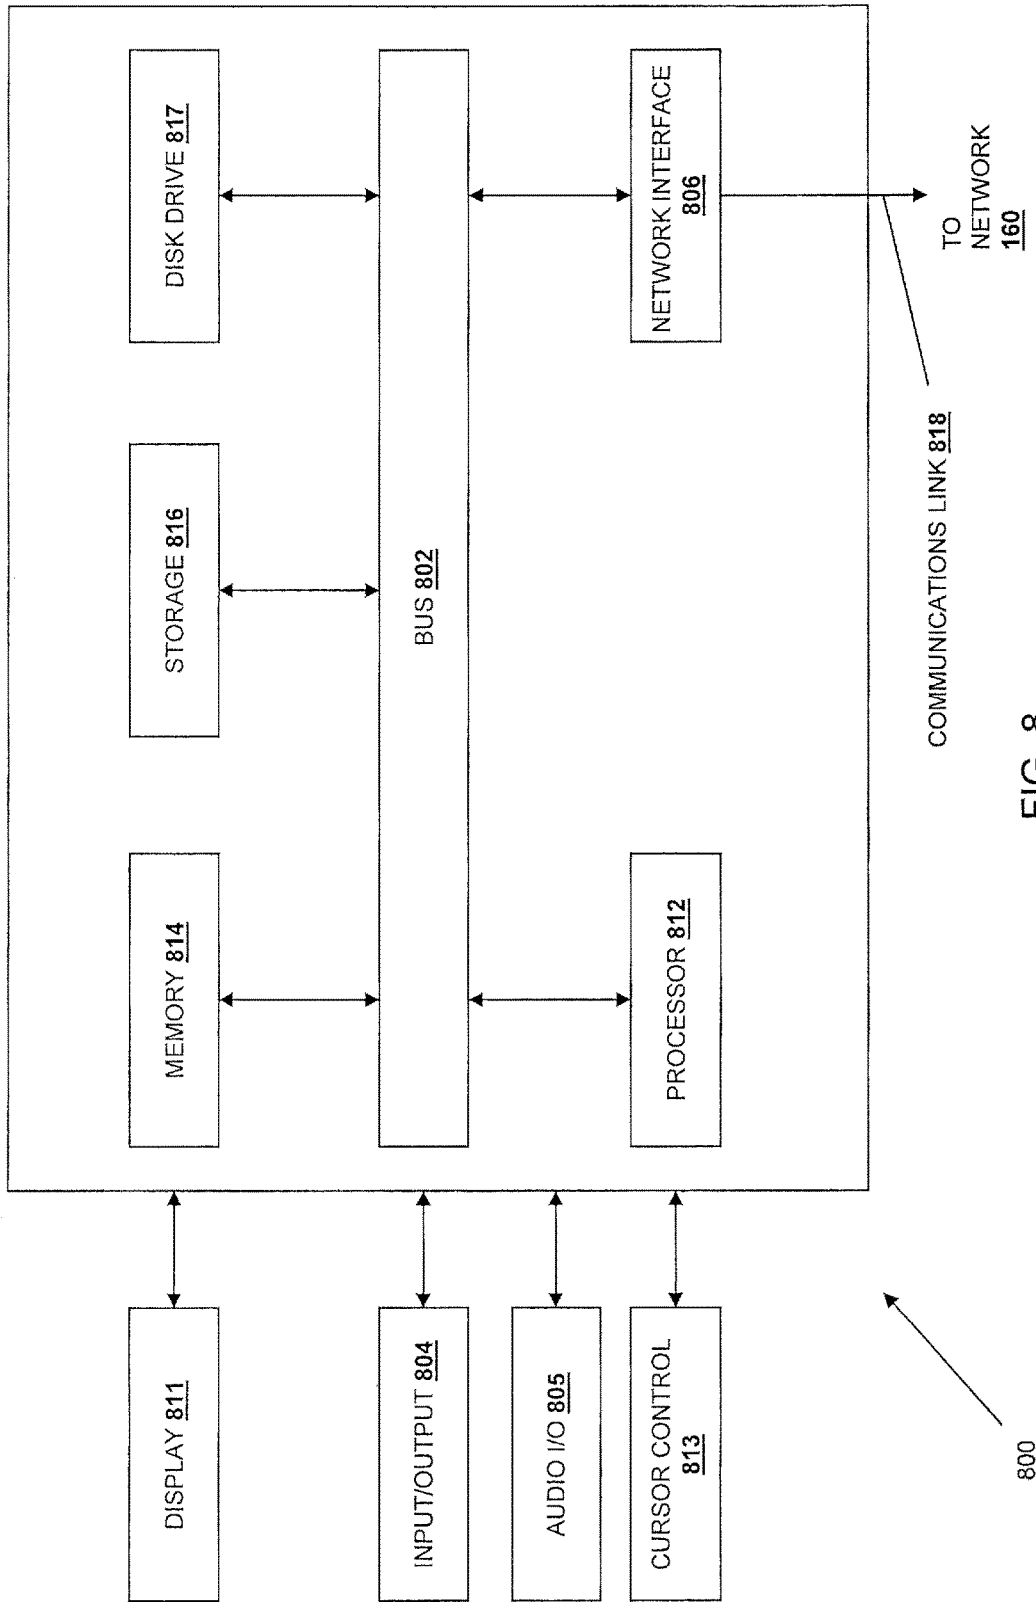 DISPLAY 811
INPUT/OUTPUT 804
AUDIO I/O 805
CURSOR CONTROL
813
MEMORY 814
STORAGE 816
DISK DRIVE 817
BUS 802
PROCESSOR 812
NETWORK INTERFACE
806
COMMUNICATIONS LINK 818
TO
NETWORK
160
800
FIG. 8